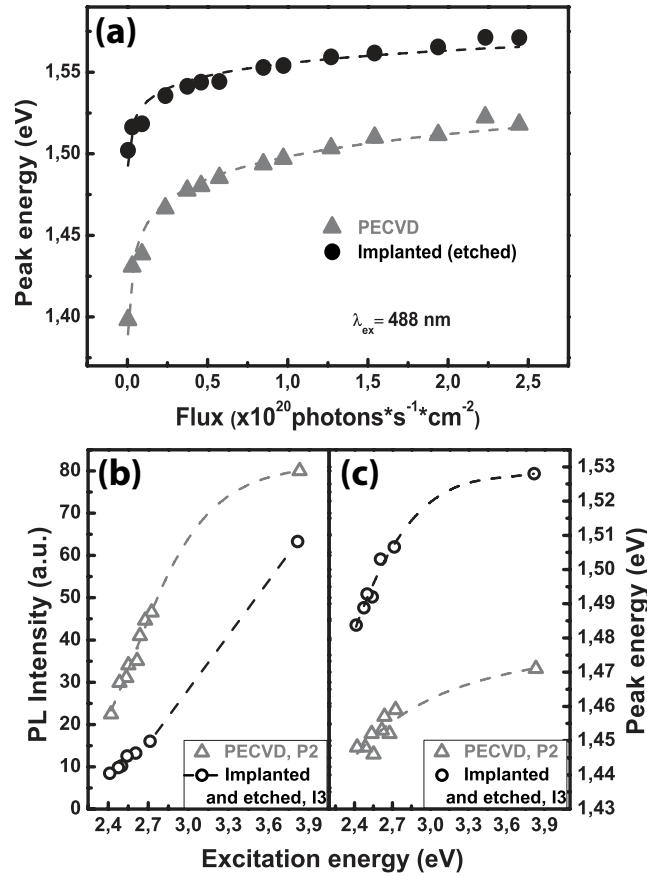 (a)
1,55
1,50
1,45
1,40
Peak energy (eV)
PECVD
Implanted (etched)
λex= 488 nm
0,0 0,5 1,0 1,5 2,0 2,5
Flux (x10²⁰photons*s⁻¹*cm⁻²)
(b)
80
70
60
50
40
30
20
10
0
PL Intensity (a.u.)
PECVD, P2
Implanted
and etched, I3
2,4 2,7 3,0 3,3 3,6 3,9
(c)
1,53
1,52
1,51
1,50
1,49
1,48
1,47
1,46
1,45
1,44
1,43
Peak energy (eV)
PECVD, P2
Implanted
and etched, I3
2,4 2,7 3,0 3,3 3,6 3,9
Excitation energy (eV)